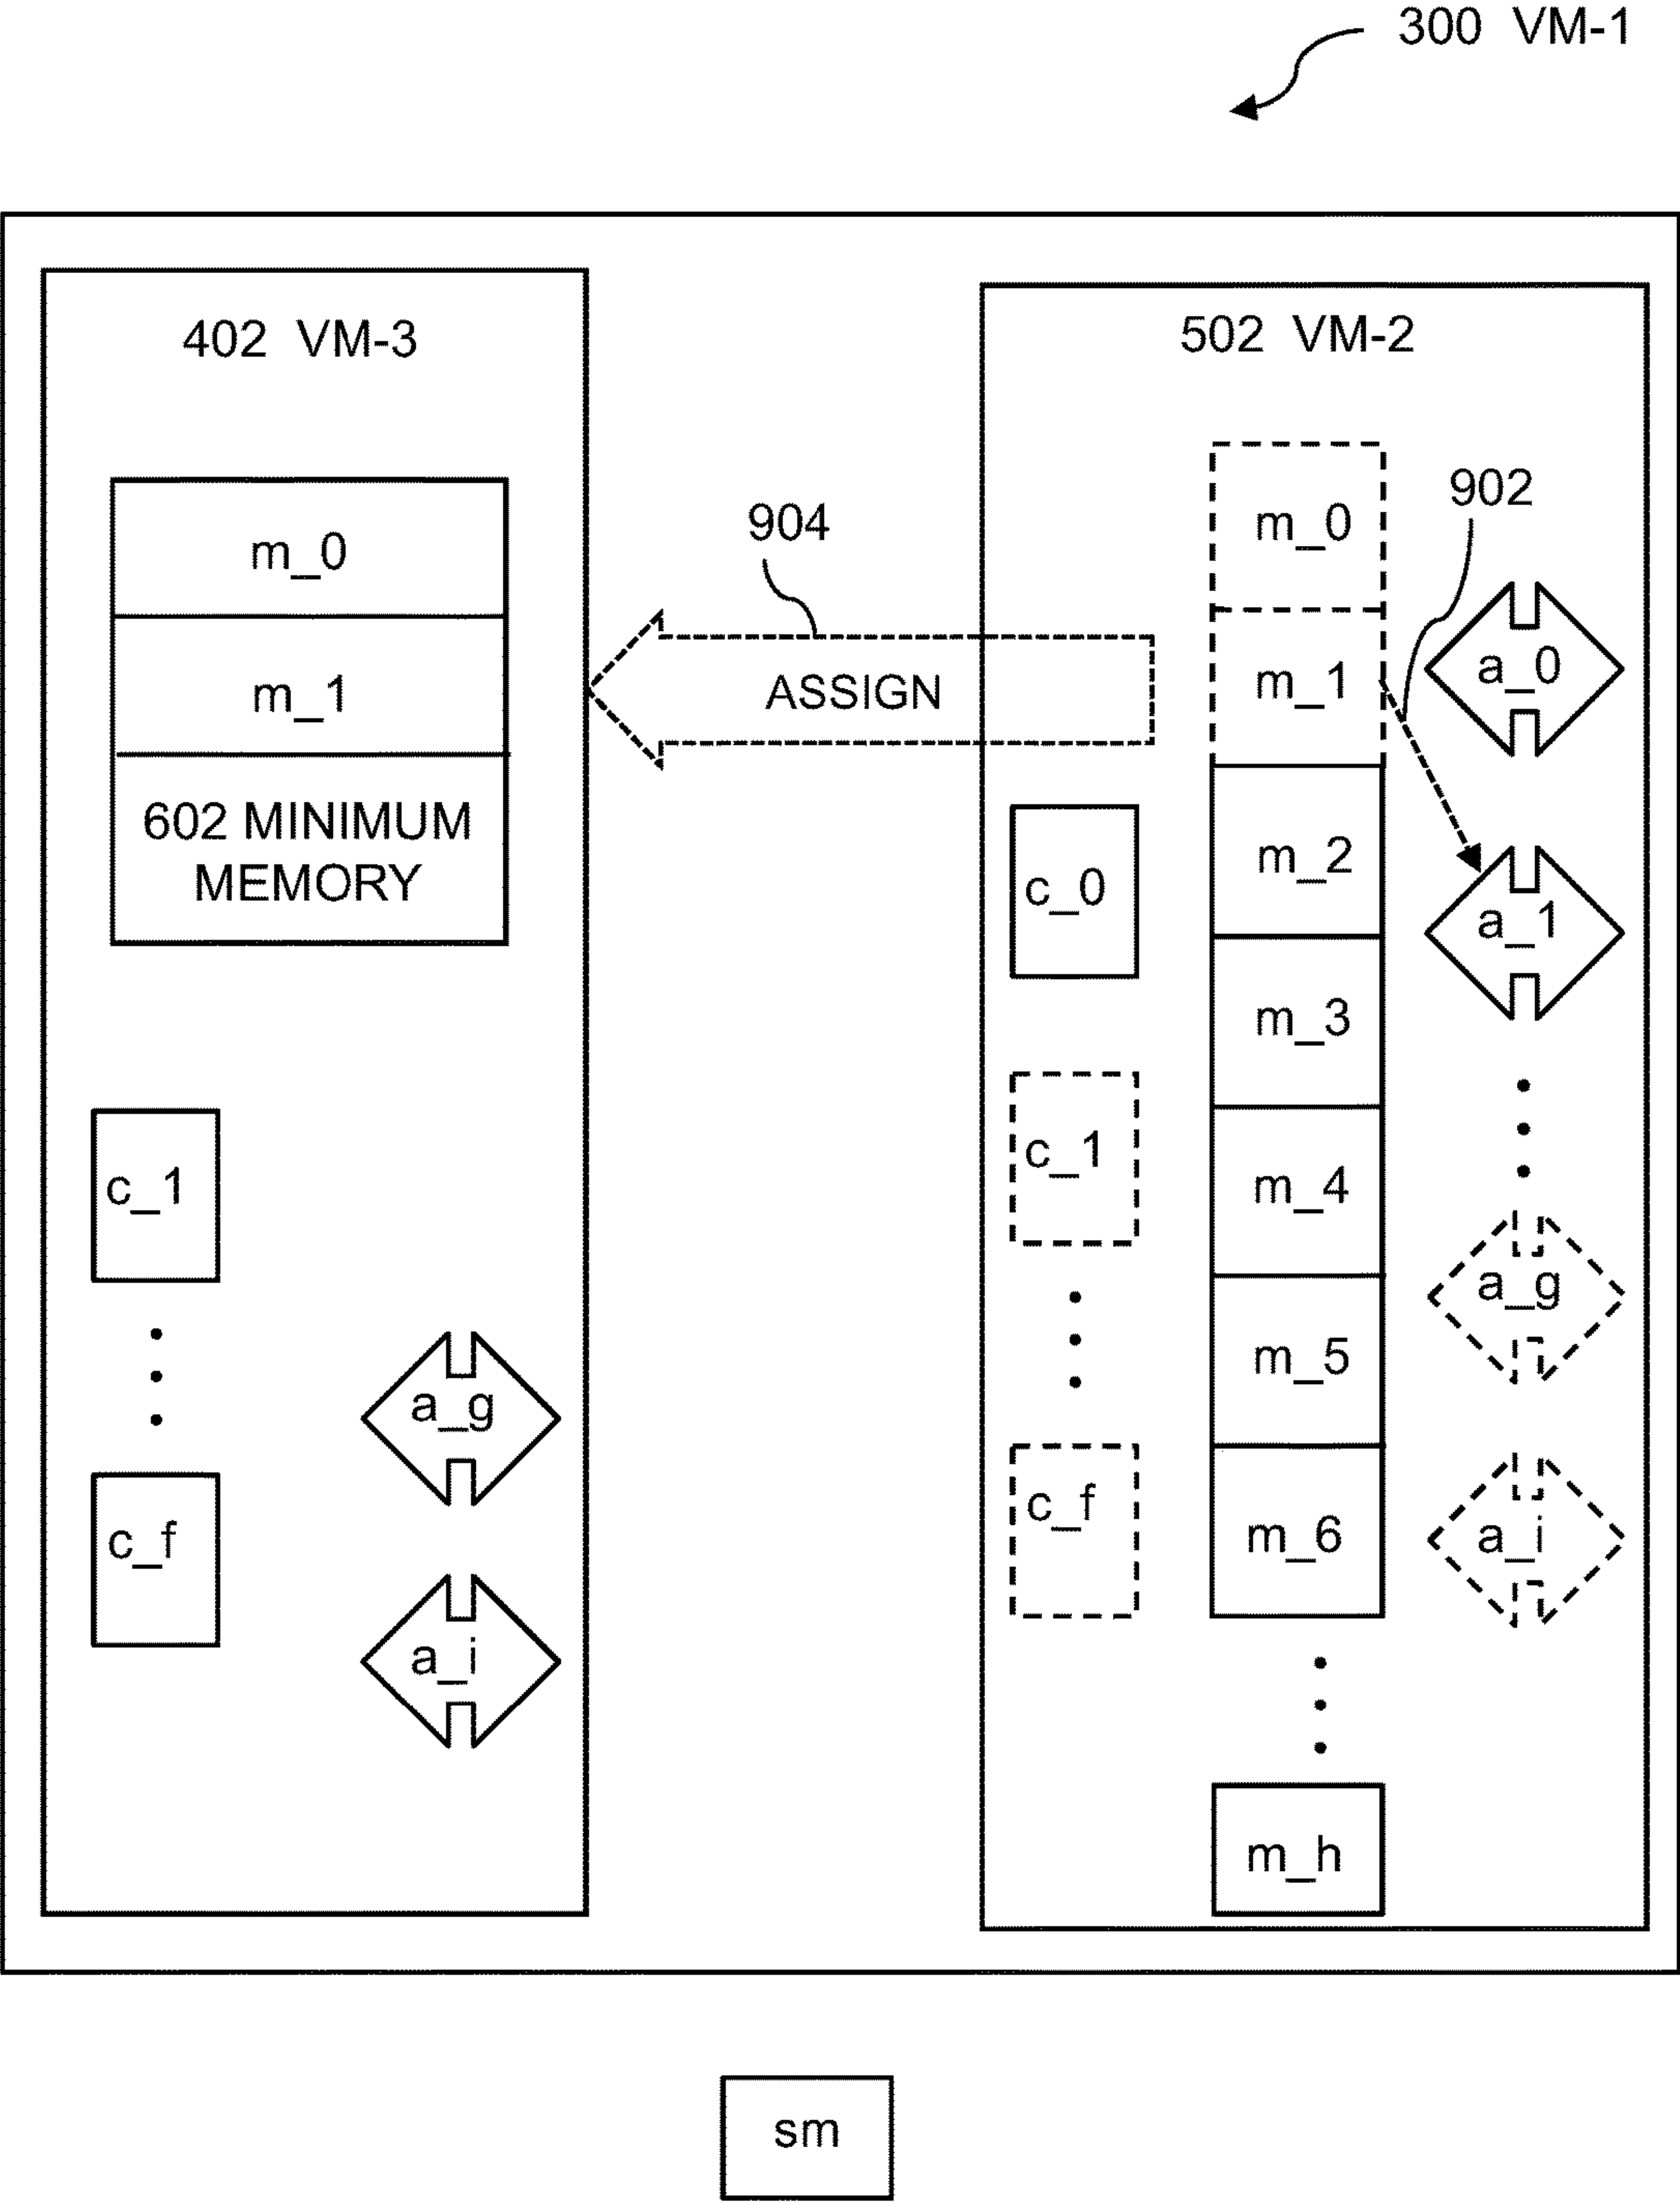 300 VM-1
402 VM-3
502 VM-2
m_0
m_1
602 MINIMUM
MEMORY
c_1
c_f
a_g
a_i
904
ASSIGN
m_0
m_1
902
a_0
m_2
c_0
a_1
m_3
c_1
m_4
a_g
m_5
c_f
m_6
a_i
m_h
sm